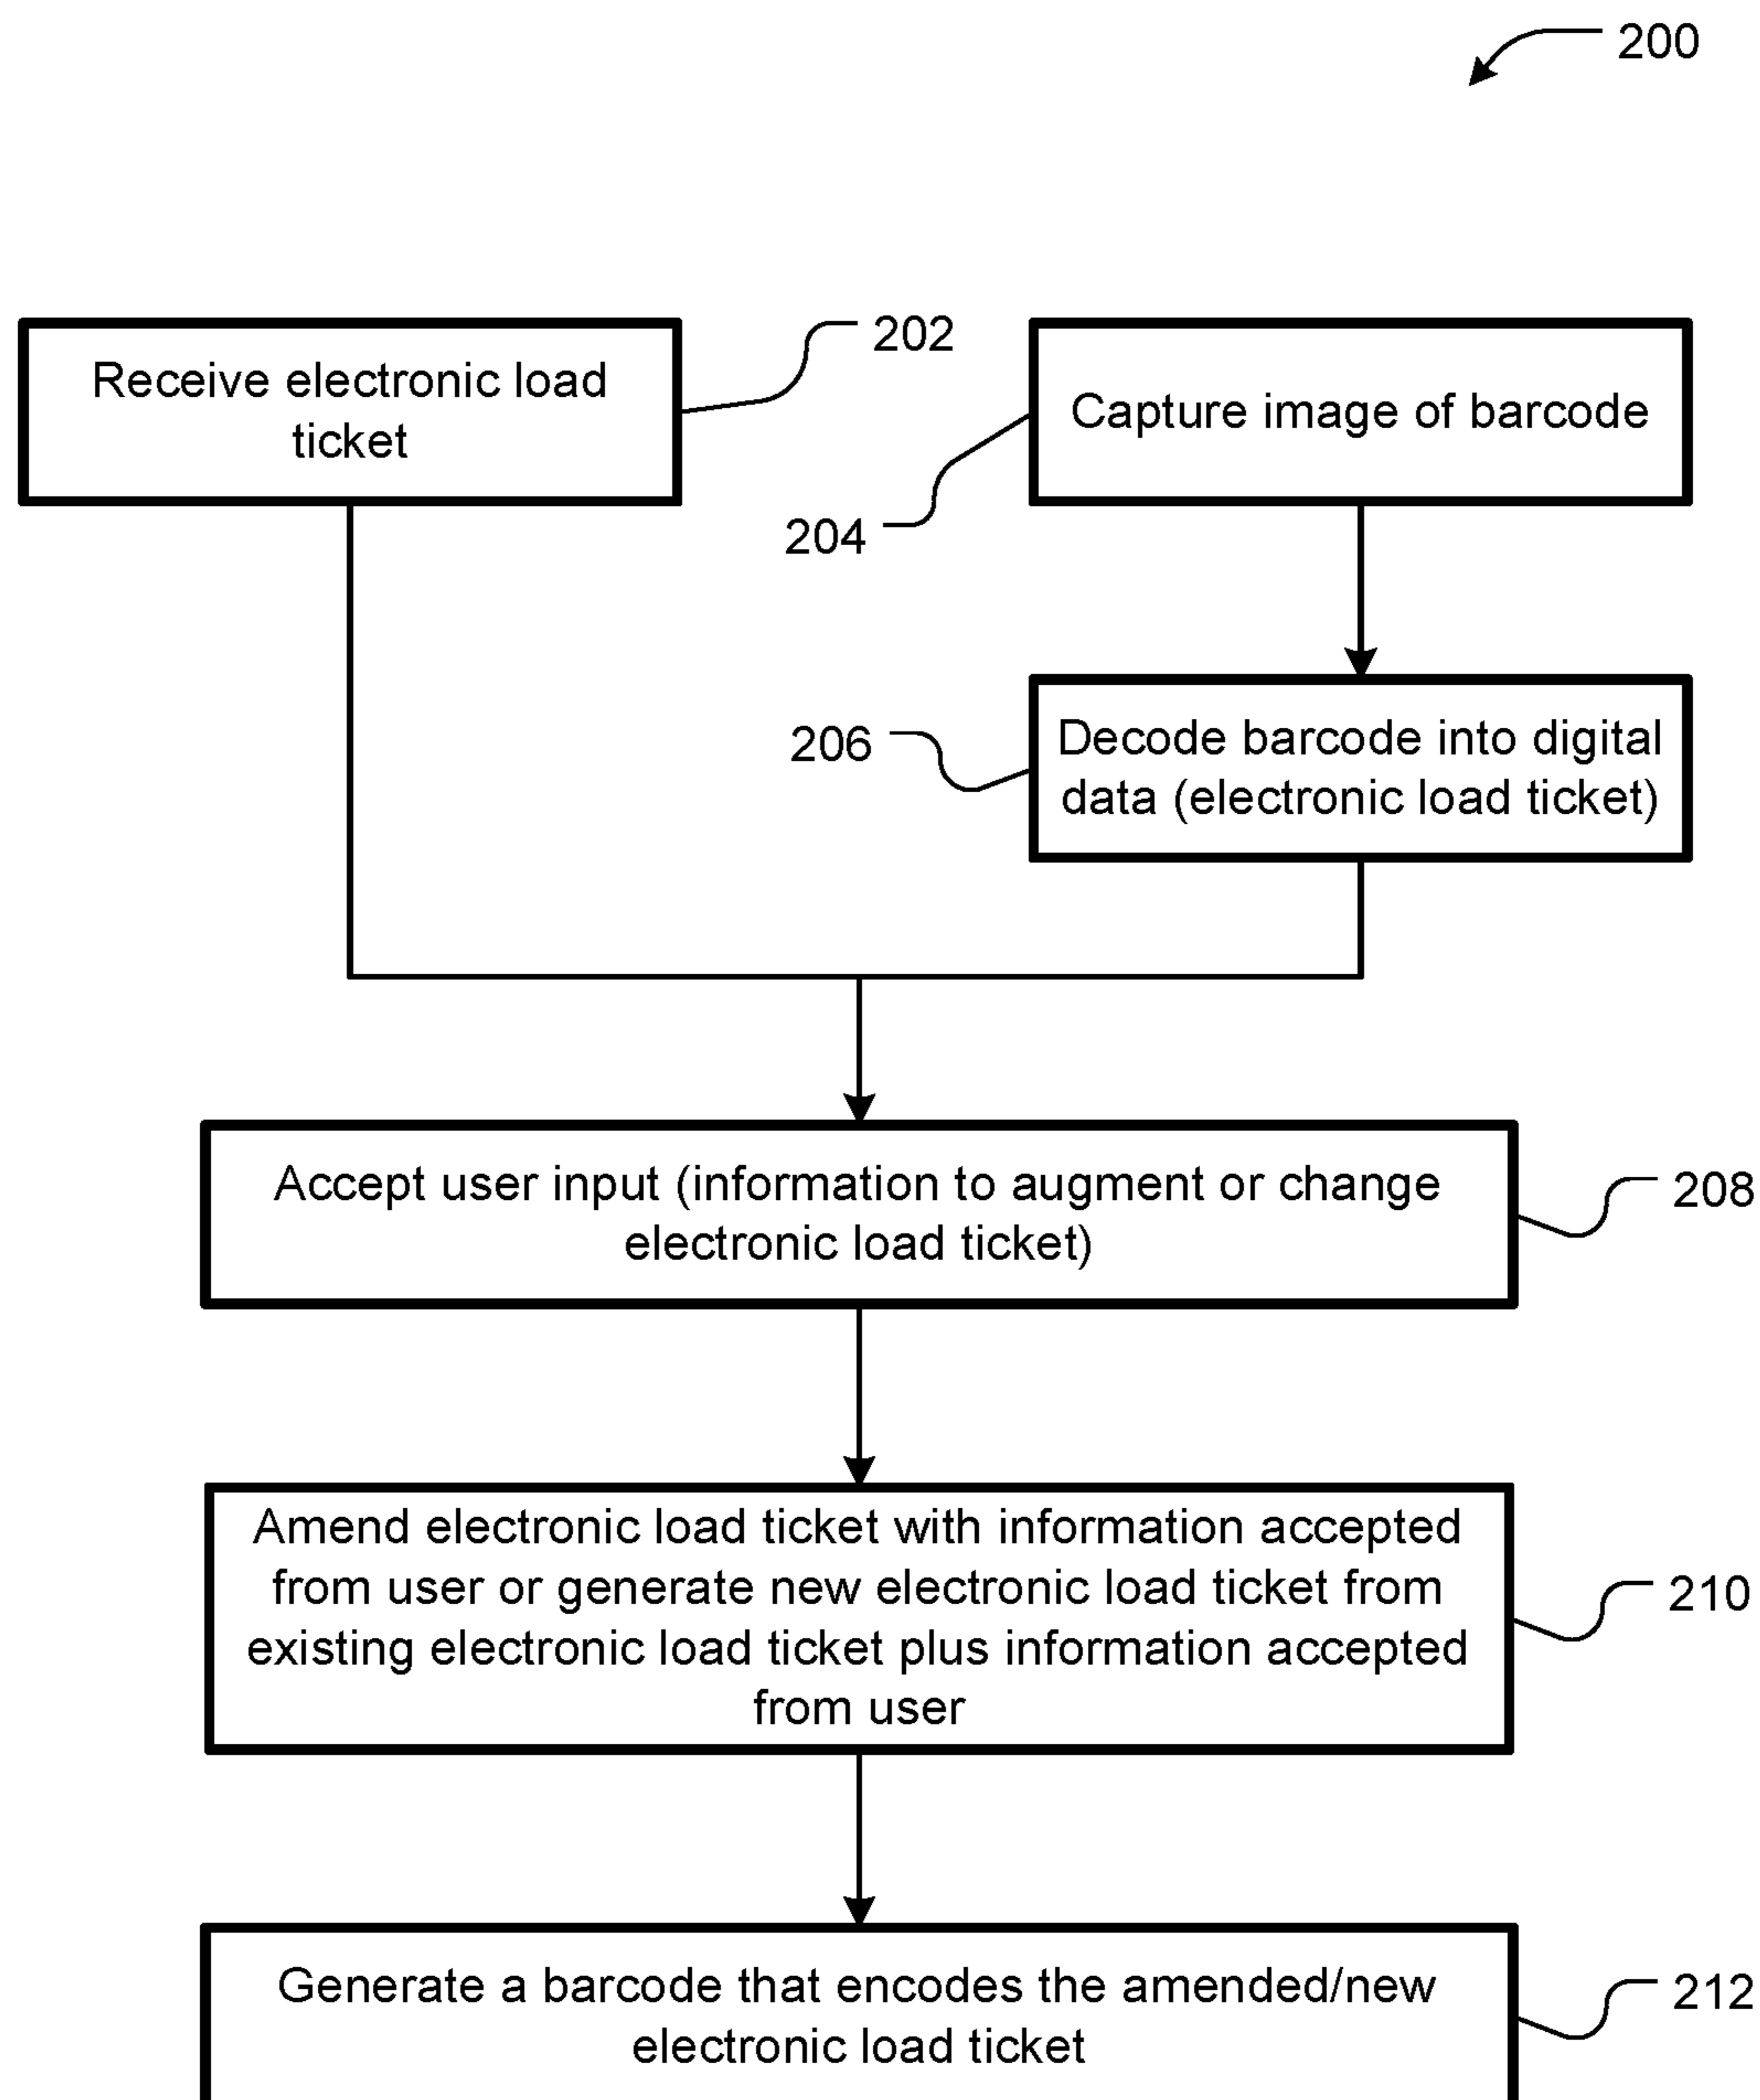 200
Receive electronic load
ticket
202
Capture image of barcode
204
206
Decode barcode into digital
data (electronic load ticket)
Accept user input (information to augment or change
electronic load ticket)
208
Amend electronic load ticket with information accepted
from user or generate new electronic load ticket from
existing electronic load ticket plus information accepted
from user
210
Generate a barcode that encodes the amended/new
electronic load ticket
212